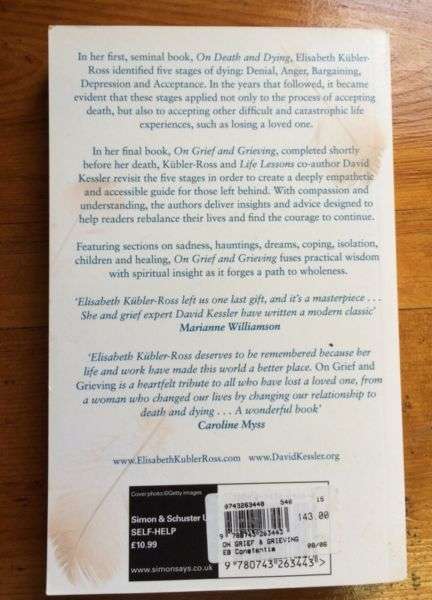 In her first, seminal book, On Death and Dying, Elisabeth Kübler-
Ross identified five stages of dying: Denial, Anger, Bargaining,
Depression and Acceptance. In the years that followed, it became
evident that these stages applied not only to the process of accepting
death, but also to accepting other difficult and catastrophic life
experiences, such as losing a loved one.
In her final book, On Grief and Grieving, completed shortly
before her death, Kübler-Ross and Life Lessons co-author David
Kessler revisit the five stages in order to create a deeply empathetic
and accessible guide for those left behind. With compassion and
understanding, the authors deliver insights and advice designed to
help readers rebalance their lives and find the courage to continue.
Featuring sections on sadness, hauntings, dreams, coping, isolation,
children and healing, On Grief and Grieving fuses practical wisdom
with spiritual insight as it forges a path to wholeness.
‘Elisabeth Kübler-Ross left us one last gift, and it's a masterpiece . . .
She and grief expert David Kessler have written a modern classic’
Marianne Williamson
‘Elisabeth Kübler-Ross deserves to be remembered because her
life and work have made this world a better place. On Grief and
Grieving is a heartfelt tribute to all who have lost a loved one, from
a woman who changed our lives by changing our relationship to
death and dying . . . A wonderful book’
Caroline Myss
www.ElisabethKublerRoss.com www.DavidKessler.org
Cover photo:©Getty images
Simon & Schuster U
SELF-HELP
£10.99
www.simonsays.co.uk
0743263448 546 15
143.00
9 780743 263443
ON GRIEF & GRIEVING
EB Constantia 08/06
9 780743 263443 >